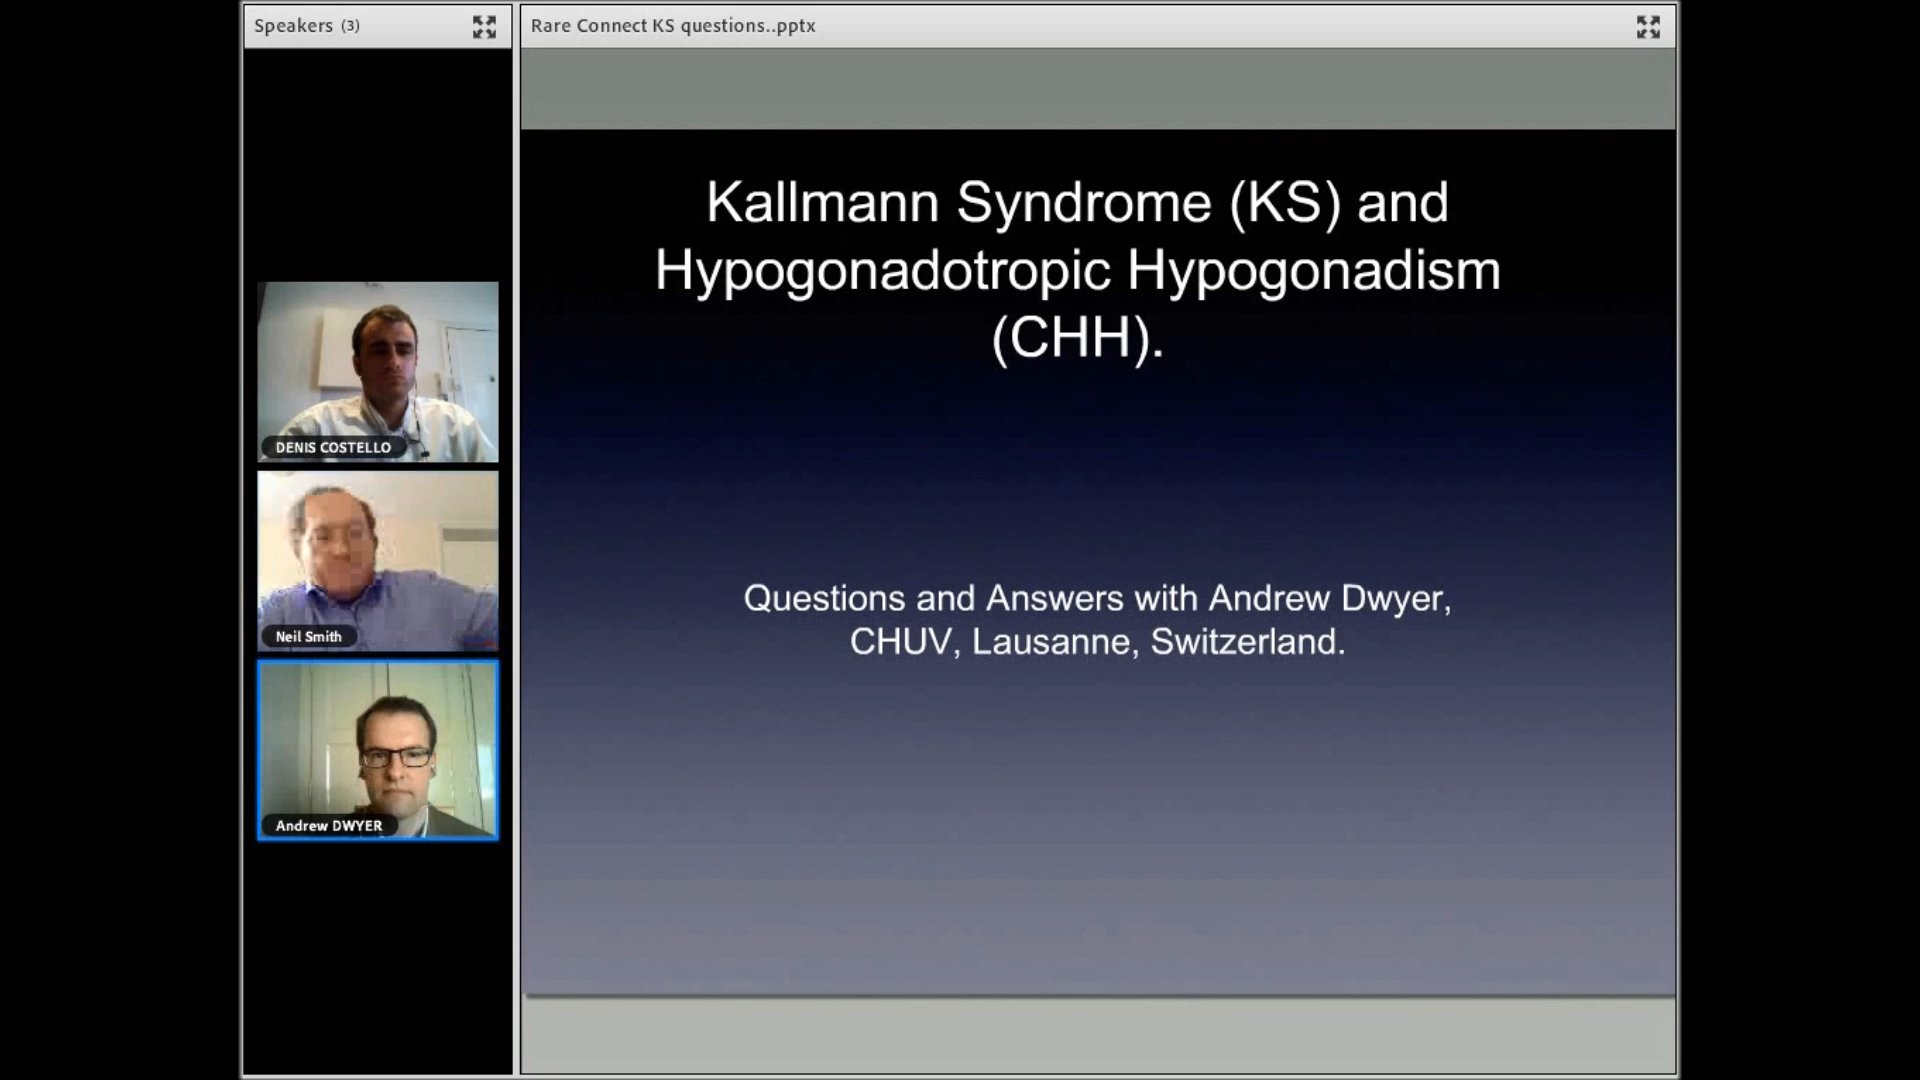 Speakers (3)
Rare Connect KS questions..pptx
DENIS COSTELLO
Neil Smith
Andrew DWYER
Kallmann Syndrome (KS) and
Hypogonadotropic Hypogonadism
(CHH).
Questions and Answers with Andrew Dwyer,
CHUV, Lausanne, Switzerland.